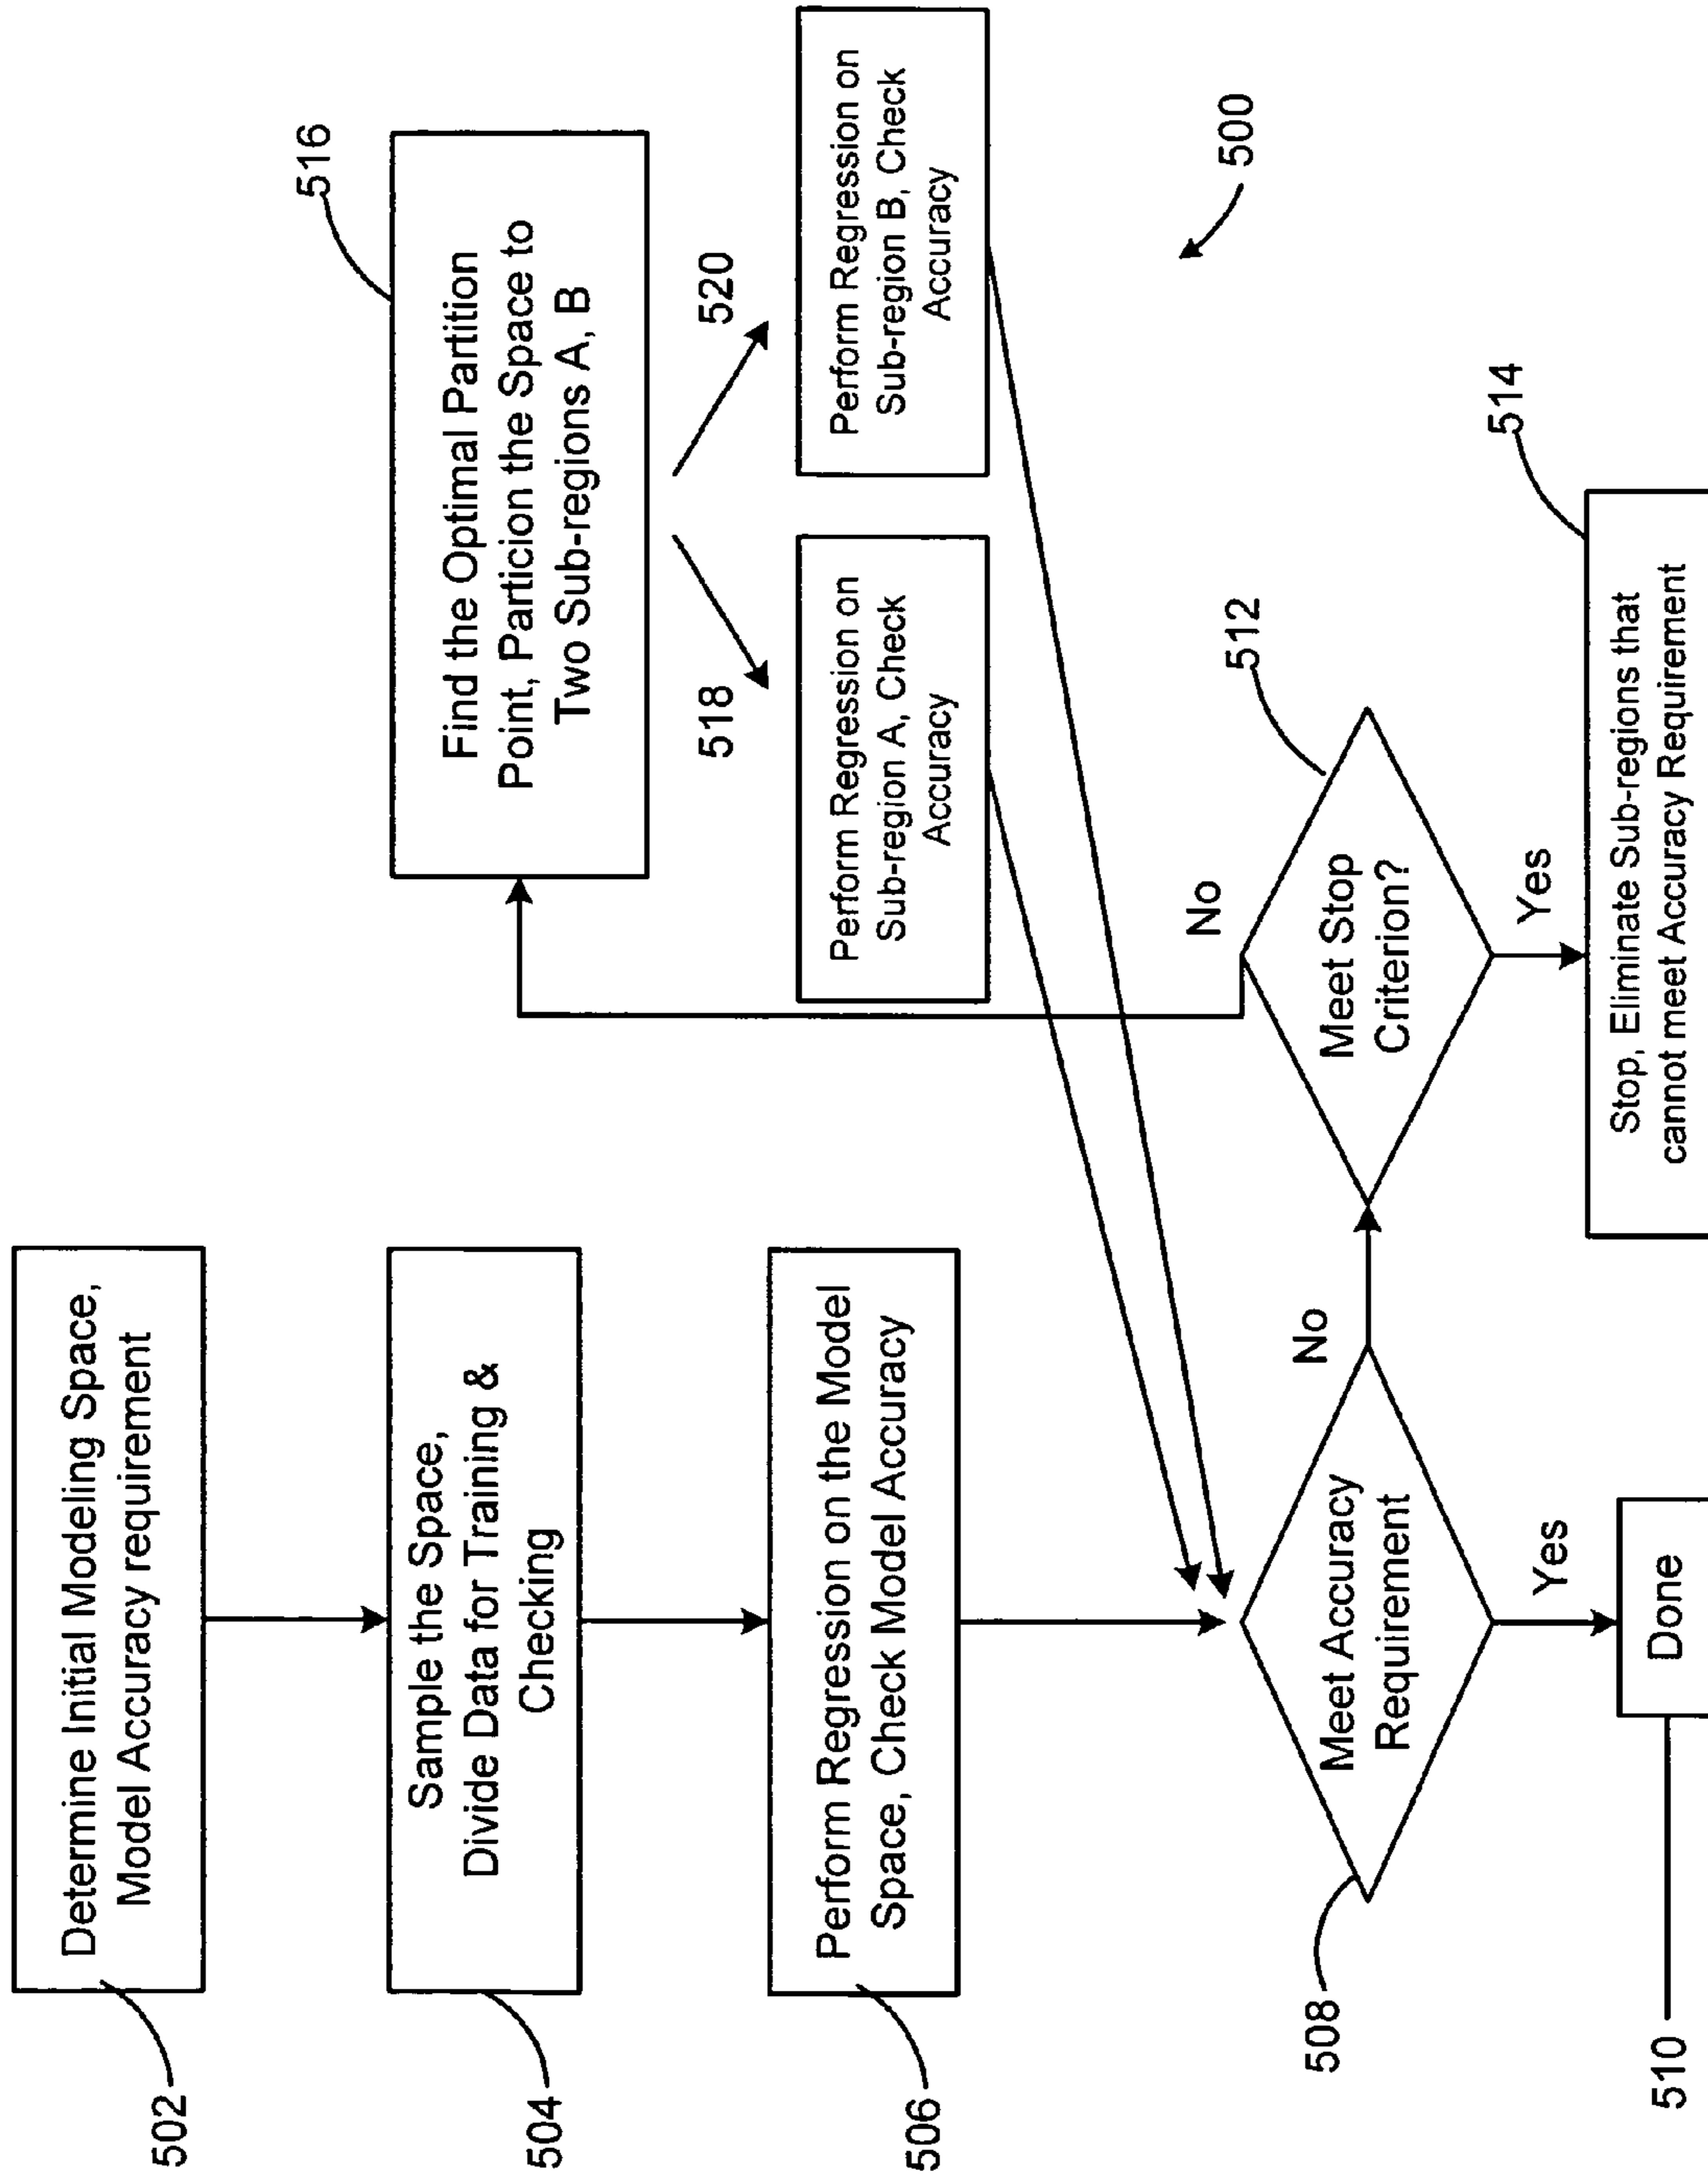 502
Determine Initial Modeling Space,
Model Accuracy requirement
504
Sample the Space,
Divide Data for Training &
Checking
506
Perform Regression on the Model
Space, Check Model Accuracy
508
Meet Accuracy
Requirement
No
Yes
510
Done
512
Meet Stop
Criterion?
No
Yes
514
Stop, Eliminate Sub-regions that
cannot meet Accuracy Requirement
516
Find the Optimal Partition
Point, Particion the Space to
Two Sub-regions A, B
518
Perform Regression on
Sub-region A, Check
Accuracy
520
Perform Regression on
Sub-region B, Check
Accuracy
500